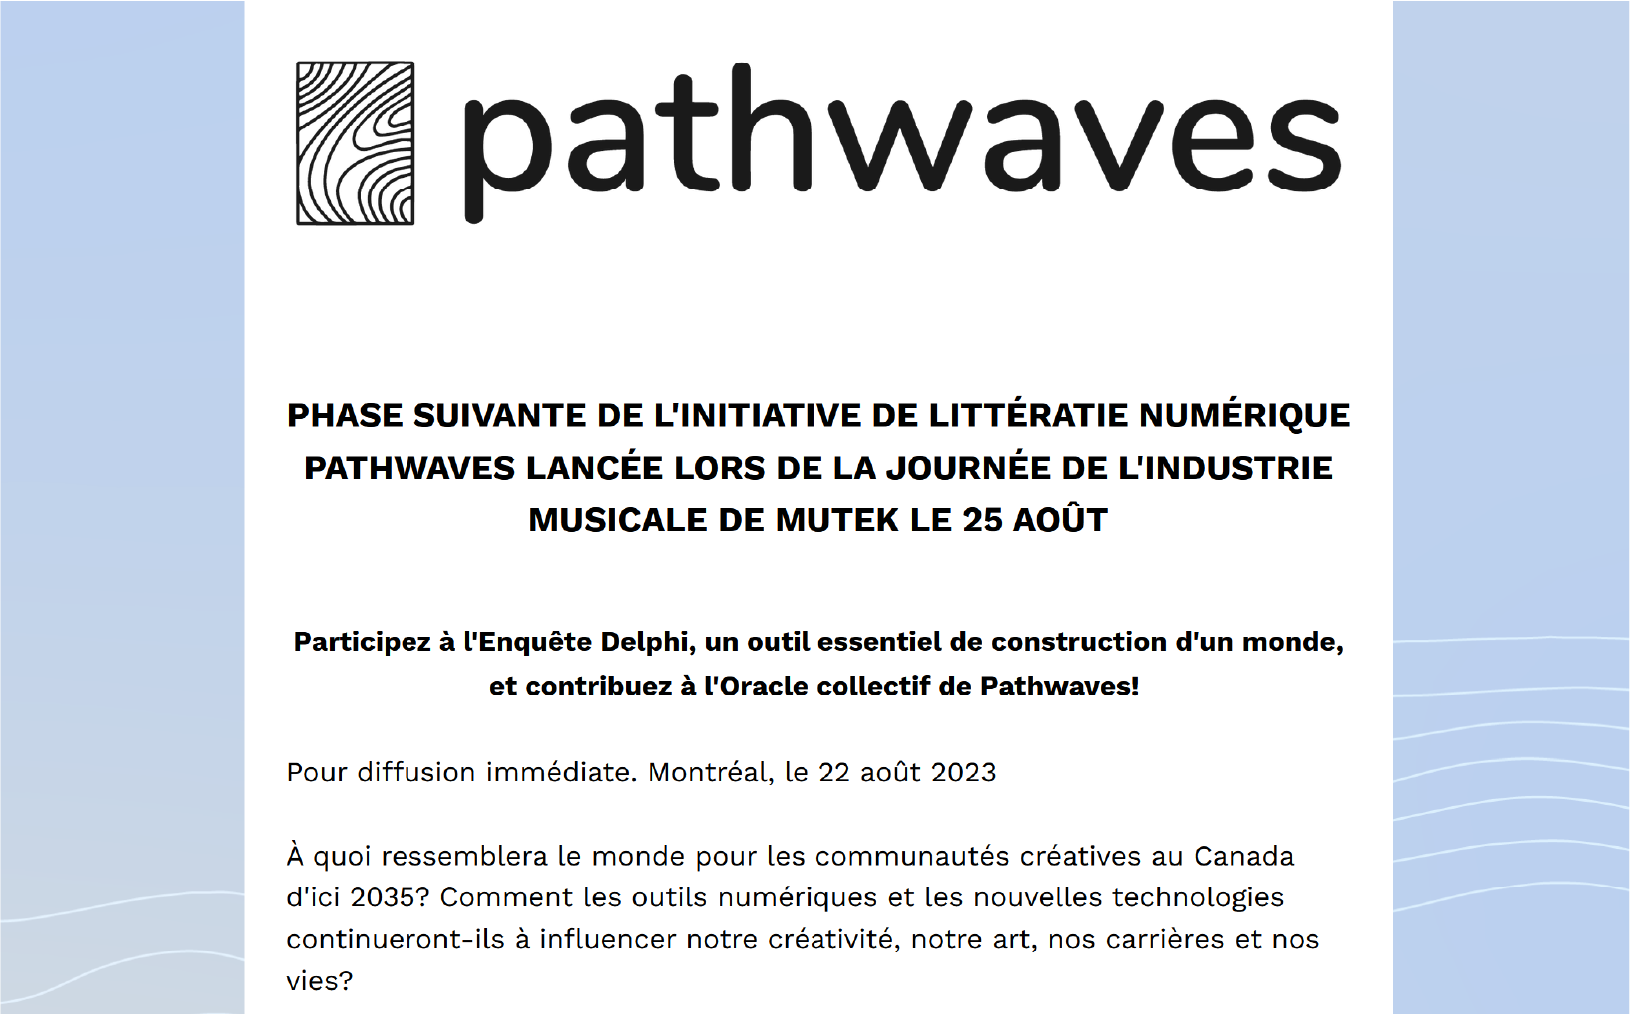 pathwaves
PHASE SUIVANTE DE L'INITIATIVE DE LITTÉRATIE NUMÉRIQUE
PATHWAVES LANCÉE LORS DE LA JOURNÉE DE L'INDUSTRIE
MUSICALE DE MUTEK LE 25 AOÛT
Participez à l'Enquête Delphi, un outil essentiel de construction d'un monde,
et contribuez à l'Oracle collectif de Pathwaves!
Pour diffusion immédiate. Montréal, le 22 août 2023
À quoi ressemblera le monde pour les communautés créatives au Canada
d'ici 2035? Comment les outils numériques et les nouvelles technologies
continueront-ils à influencer notre créativité, notre art, nos carrières et nos
vies?